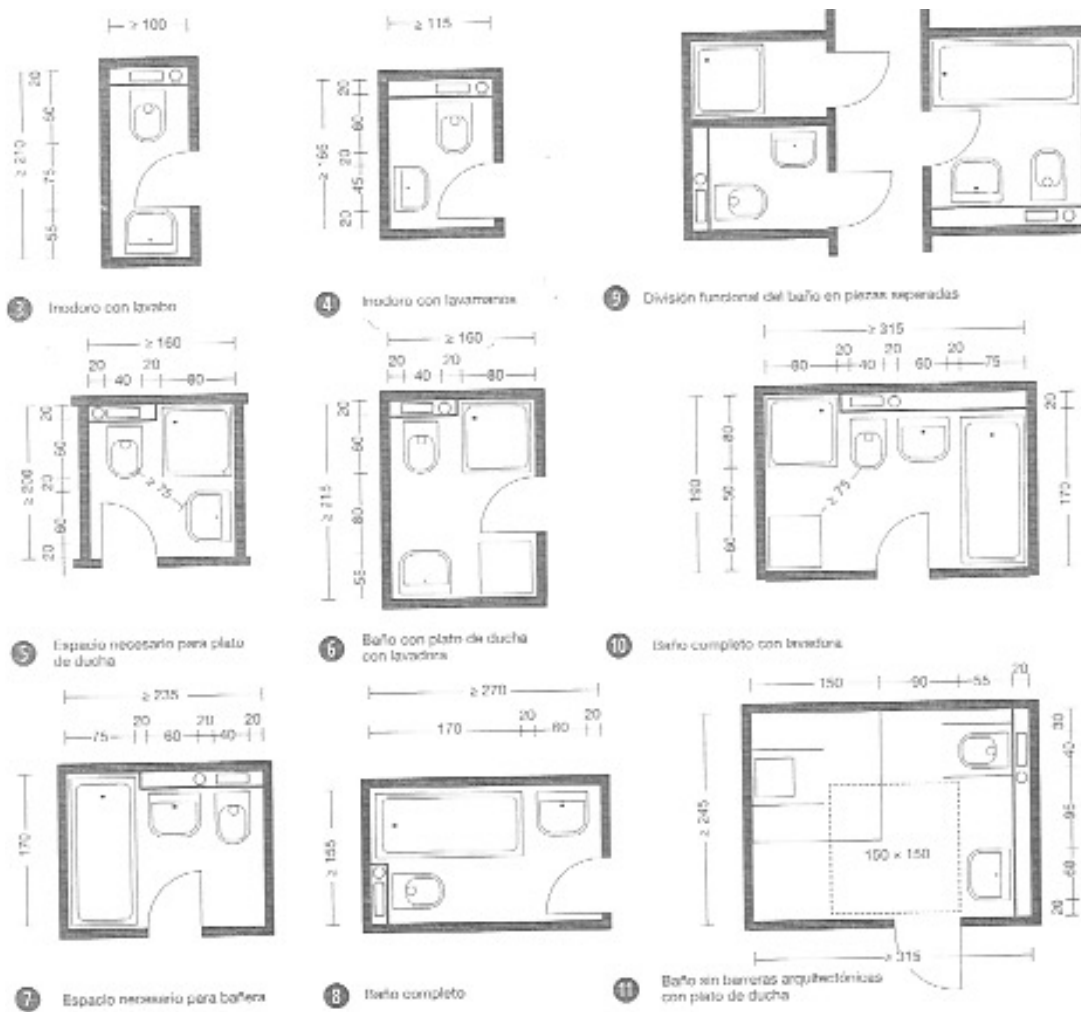 ≥ 100
20
60
75
55
≥ 210
3 Inodoro con lavabo
≥ 115
20
60
20
45
20
≥ 166
4 Inodoro con lavamanos
9 División funcional del baño en piezas separadas
≥ 160
20 20
40 80
20
60
20
60
20
≥ 200
≥ 75
5 Espacio necesario para plato
de ducha
≥ 160
20 20
40 80
20
60
80
55
≥ 215
6 Baño con plato de ducha
con lavadora
≥ 315
20 20 20
80 40 60 75
190
80
50
60
≥ 75
20
170
10 Baño completo con lavadora
≥ 235
20 20 20
75 60 40
170
7 Espacio necesario para bañera
≥ 270
20 20
170 60
≥ 155
8 Baño completo
20
150 90 55
≥ 245
30
40
95
60
20
150 × 150
≥ 315
11 Baño sin barreras arquitectónicas
con plato de ducha